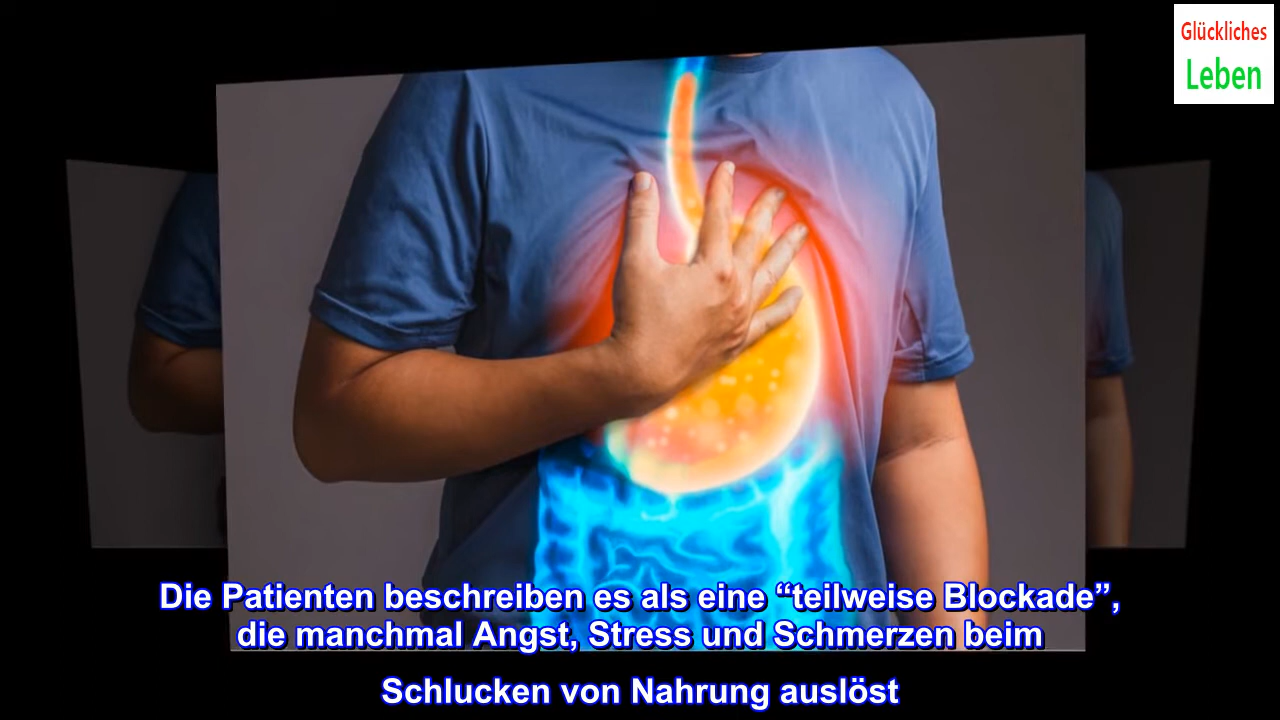 Glückliches
Leben
Die Patienten beschreiben es als eine “teilweise Blockade”,
die manchmal Angst, Stress und Schmerzen beim
Schlucken von Nahrung auslöst